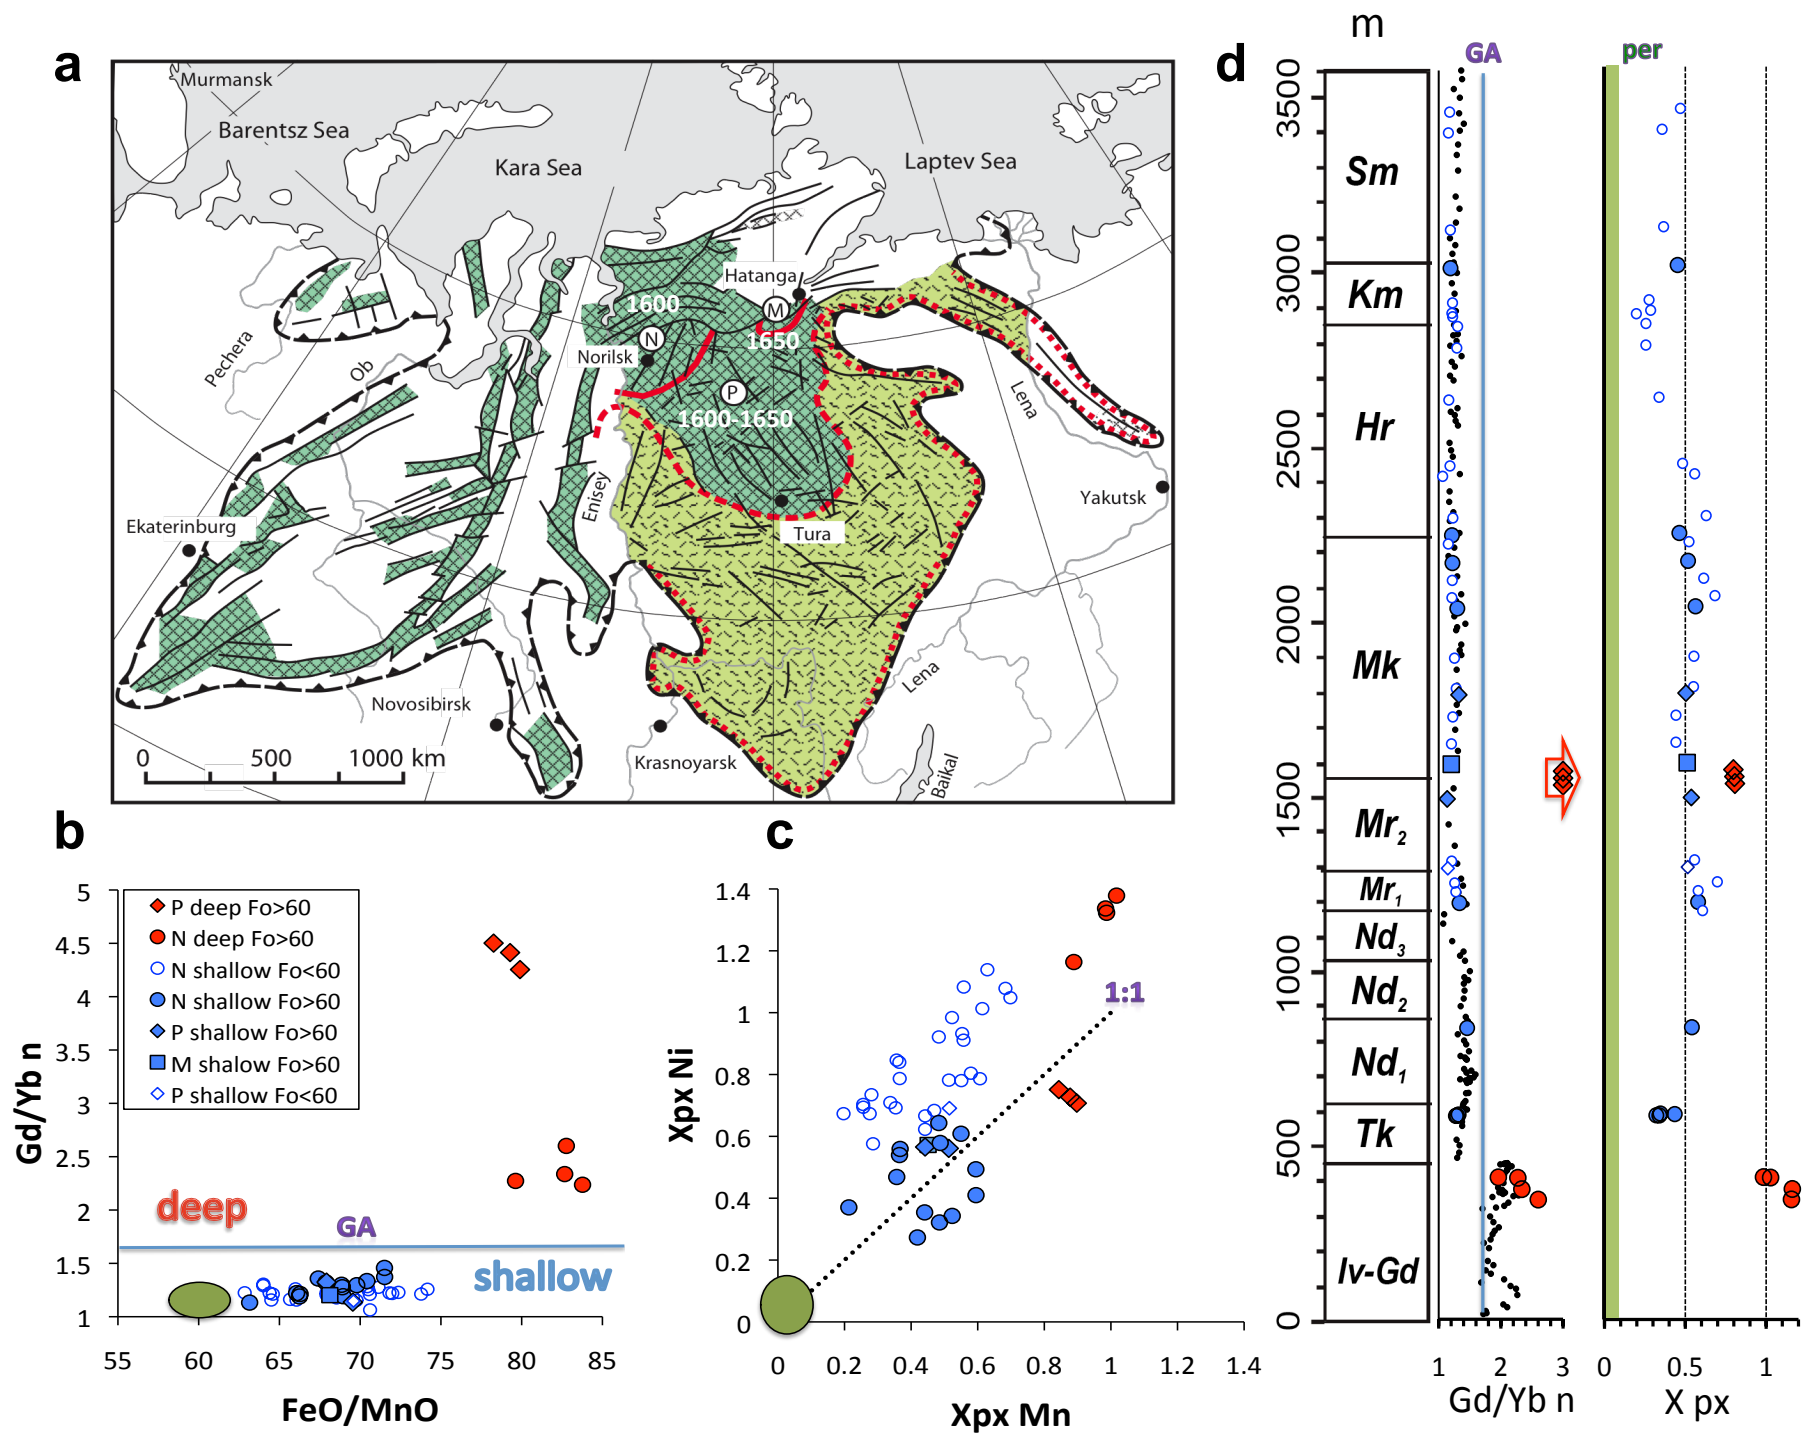 a
Murmansk
Barentsz Sea
Kara Sea
Laptev Sea
Hatanga
1600
M
N
1650
Norilsk
Pechera
Ob
P
1600-1650
Lena
Enisey
Yakutsk
Ekaterinburg
Tura
Lena
Novosibirsk
0 500 1000 km
Krasnoyarsk
Baikal
b
5
4.5
4
3.5
3
2.5
2
1.5
1
Gd/Yb n
P deep Fo>60
N deep Fo>60
N shallow Fo<60
N shallow Fo>60
P shallow Fo>60
M shalow Fo>60
P shallow Fo<60
deep
GA
shallow
55 60 65 70 75 80 85
FeO/MnO
c
1.4
1.2
1
0.8
0.6
0.4
0.2
0
Xpx Ni
1:1
0 0.2 0.4 0.6 0.8 1 1.2 1.4
Xpx Mn
d
m
GA
per
3500
3000
2500
2000
1500
1000
500
0
Sm
Km
Hr
Mk
Mr2
Mr1
Nd3
Nd2
Nd1
Tk
Iv-Gd
1 2 3
Gd/Yb n
0 0.5 1
X px